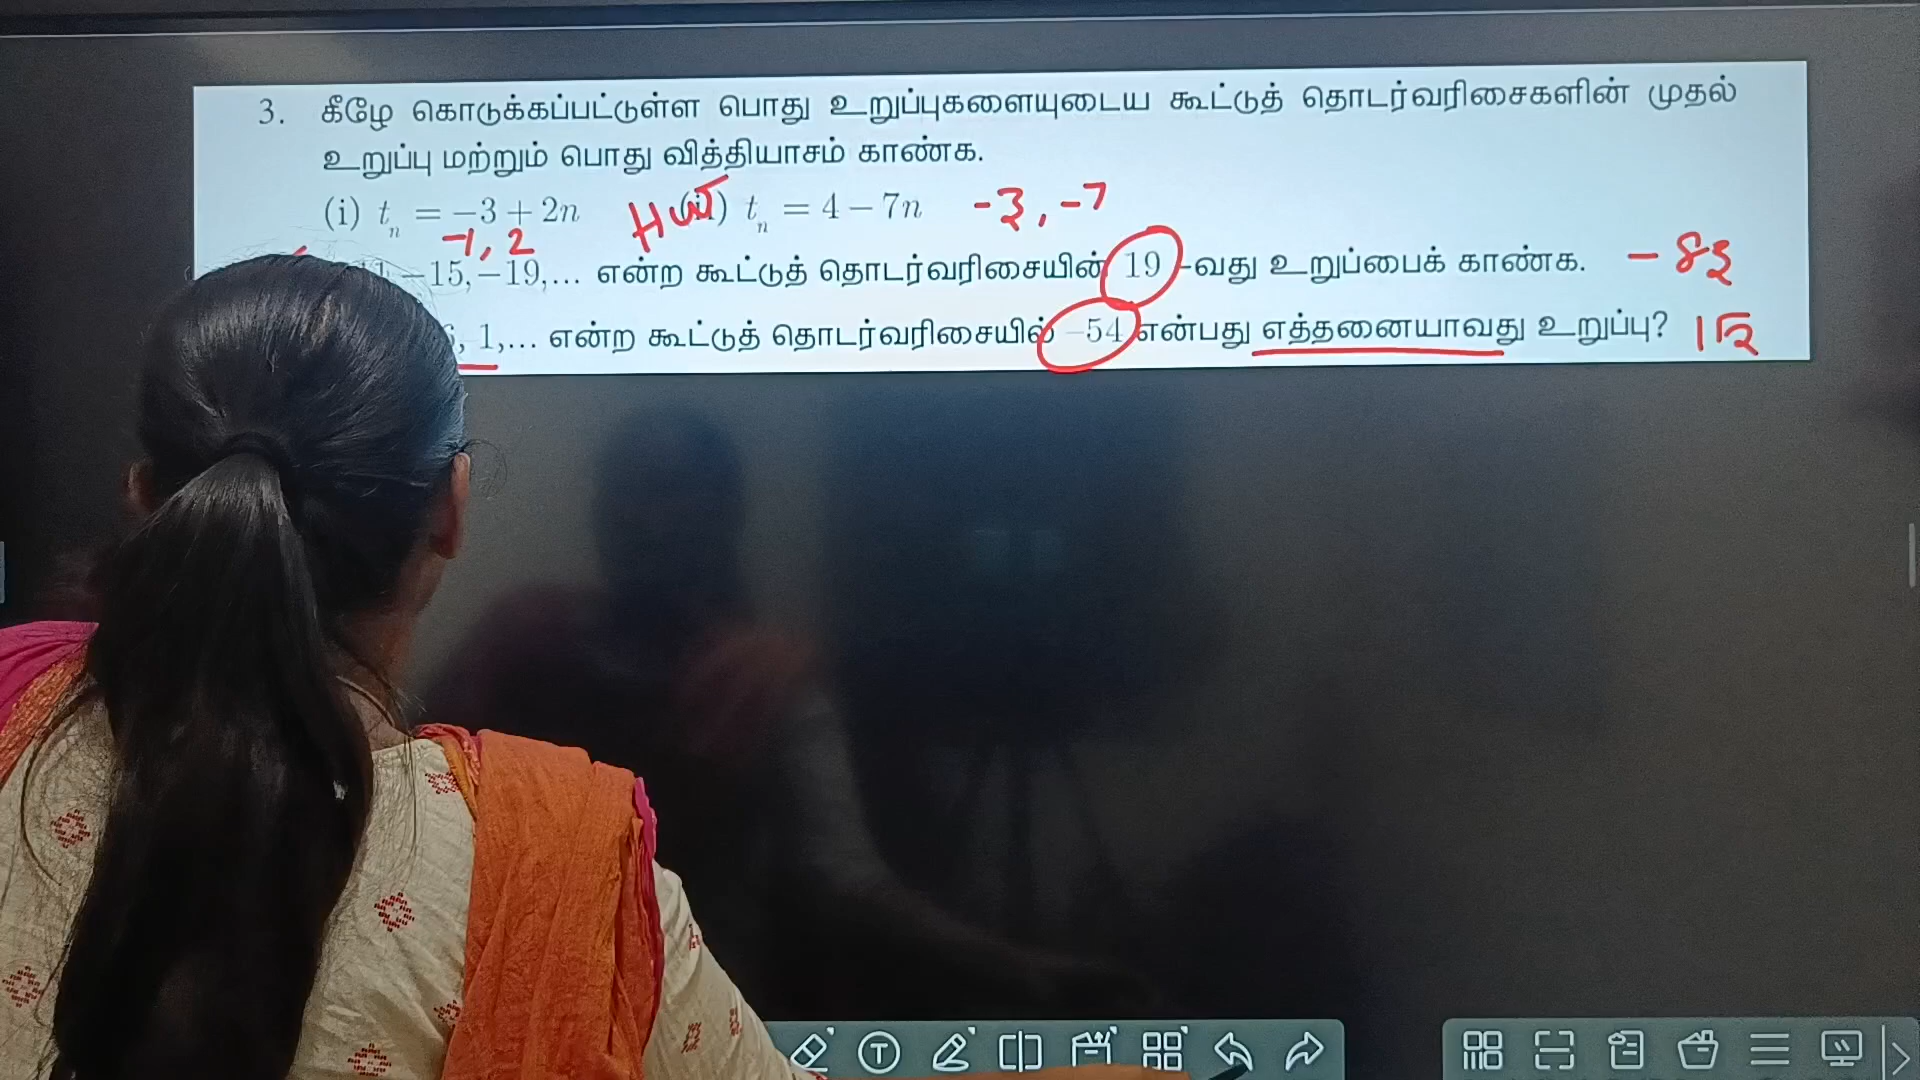 3. கீழே கொடுக்கப்பட்டுள்ள பொது உறுப்புகளையுடைய கூட்டுத் தொடர்வரிசைகளின் முதல்
உறுப்பு மற்றும் பொது வித்தியாசம் காண்க.
(i) tₙ = −3 + 2n HW (ii) tₙ = 4 − 7n -3, -7
-1, 2
−15, −19,... என்ற கூட்டுத் தொடர்வரிசையின் 19 -வது உறுப்பைக் காண்க. - 83
1,... என்ற கூட்டுத் தொடர்வரிசையில் −54 என்பது எத்தனையாவது உறுப்பு?